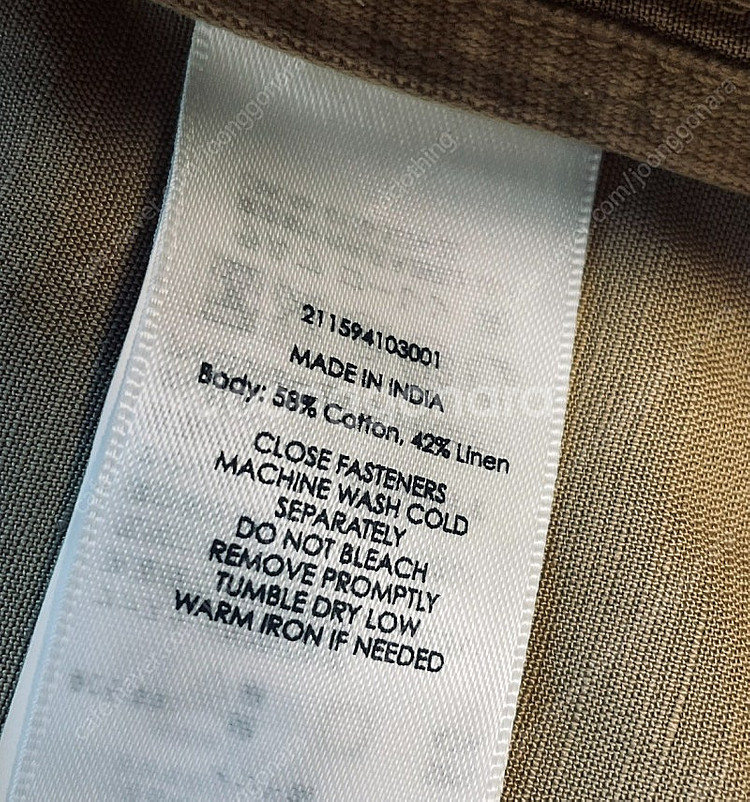 211594103001
MADE IN INDIA
Body: 58% Cotton, 42% Linen
CLOSE FASTENERS
MACHINE WASH COLD
SEPARATELY
DO NOT BLEACH
REMOVE PROMPTLY
TUMBLE DRY LOW
WARM IRON IF NEEDED